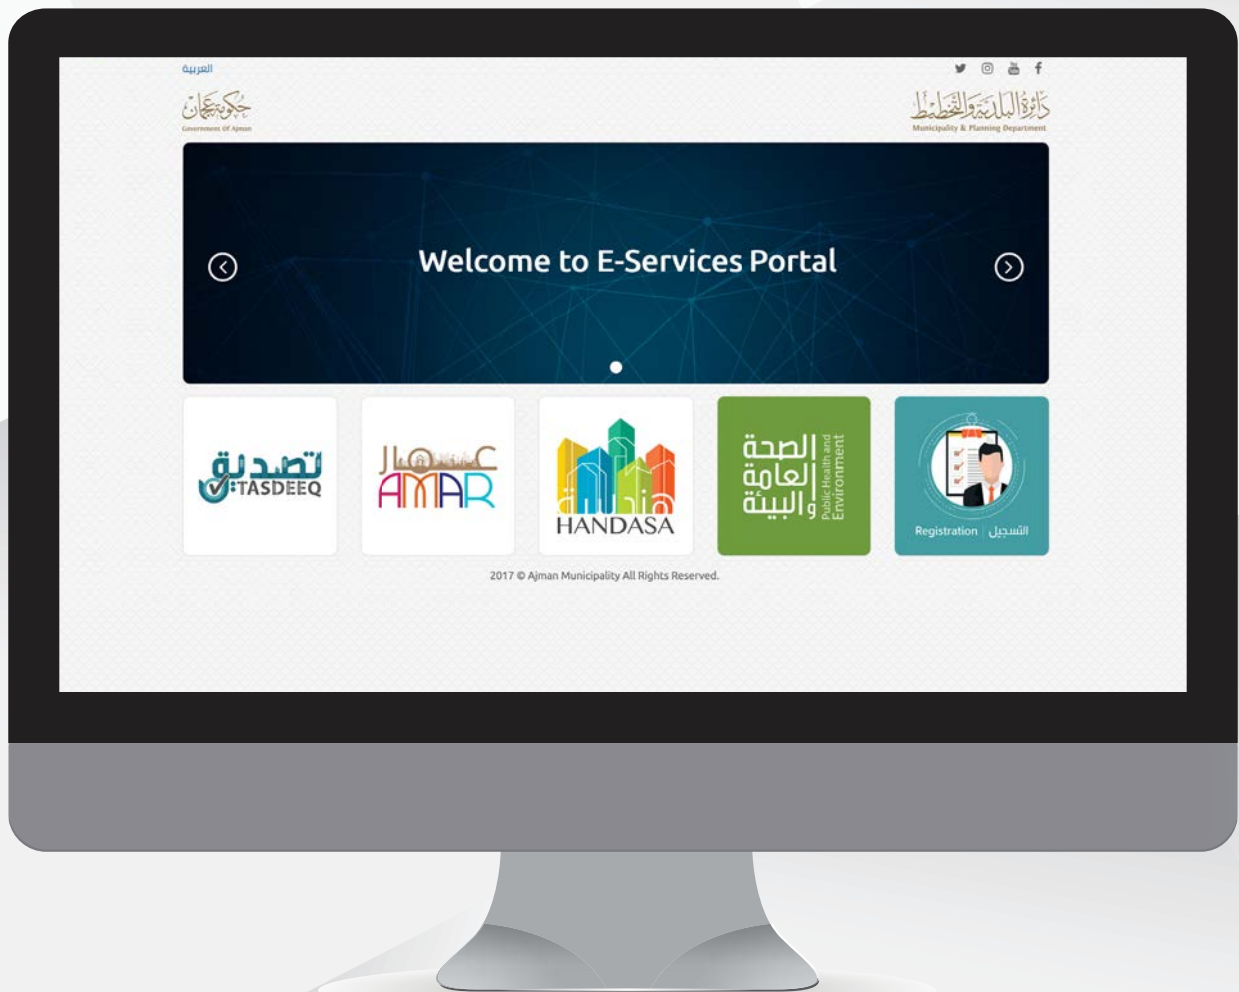 العربية
حكومة عجمان
Government Of Ajman
دائرة البلدية والتخطيط
Municipality & Planning Department
Welcome to E-Services Portal
تصديق
TASDEEQ
عمار
AMAR
هندسة
HANDASA
الصحة
العامة
والبيئة
Public Health and
Environment
Registration | التسجيل
2017 © Ajman Municipality All Rights Reserved.